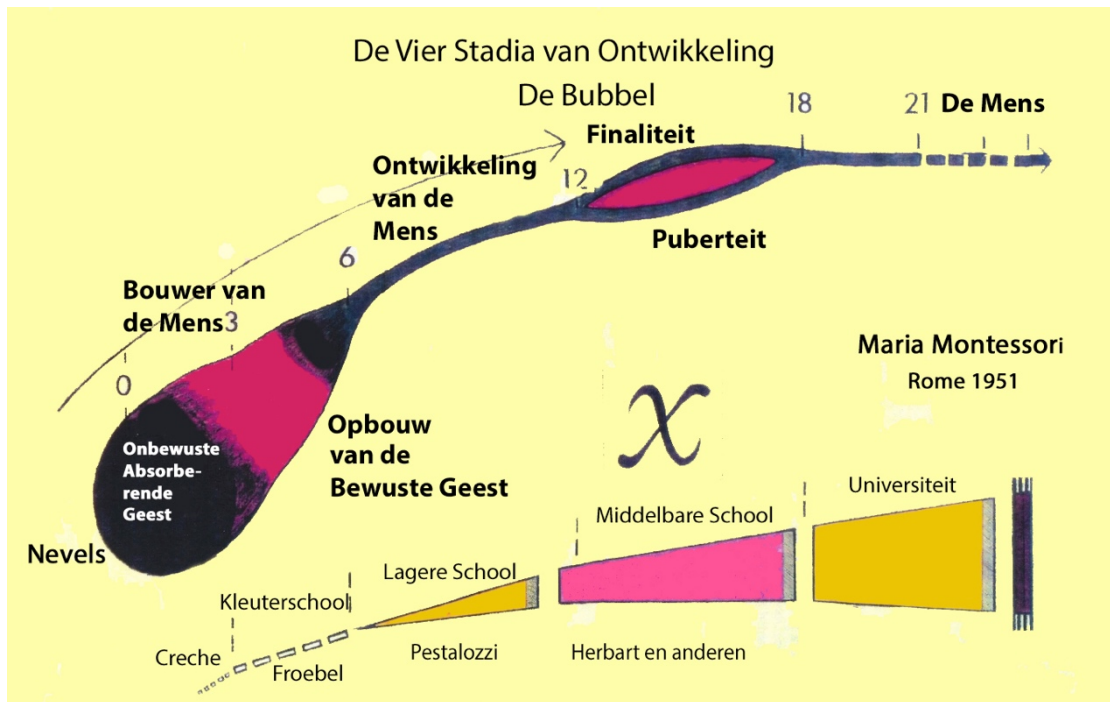 De Vier Stadia van Ontwikkeling
De Bubbel
18
21
De Mens
Finaliteit
Ontwikkeling
van de
Mens
12
Puberteit
6
Bouwer van
de Mens
3
0
Maria Montessori
Rome 1951
Onbewuste
Absorbe-
rende
Geest
Opbouw
van de
Bewuste Geest
Nevels
X
Universiteit
Middelbare School
Lagere School
Kleuterschool
Creche
Froebel
Pestalozzi
Herbart en anderen